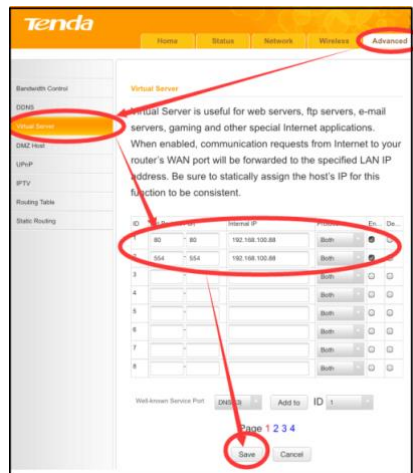 Tenda
Home Status Network Wireless Advanced
Bandwidth Control
DDNS
Virtual Server
DMZ Host
UPnP
IPTV
Routing Table
Static Routing
Virtual Server
Virtual Server is useful for web servers, ftp servers, e-mail
servers, gaming and other special Internet applications.
When enabled, communication requests from Internet to your
router's WAN port will be forwarded to the specified LAN IP
address. Be sure to statically assign the host's IP for this
function to be consistent.
ID Internal IP En... De...
1 80 - 80 192.168.100.88 Both
2 554 - 554 192.168.100.88 Both
3 - Both
4 - Both
5 - Both
6 - Both
7 - Both
8 - Both
Well-known Service Port Add to ID 1
Page 1 2 3 4
Save Cancel